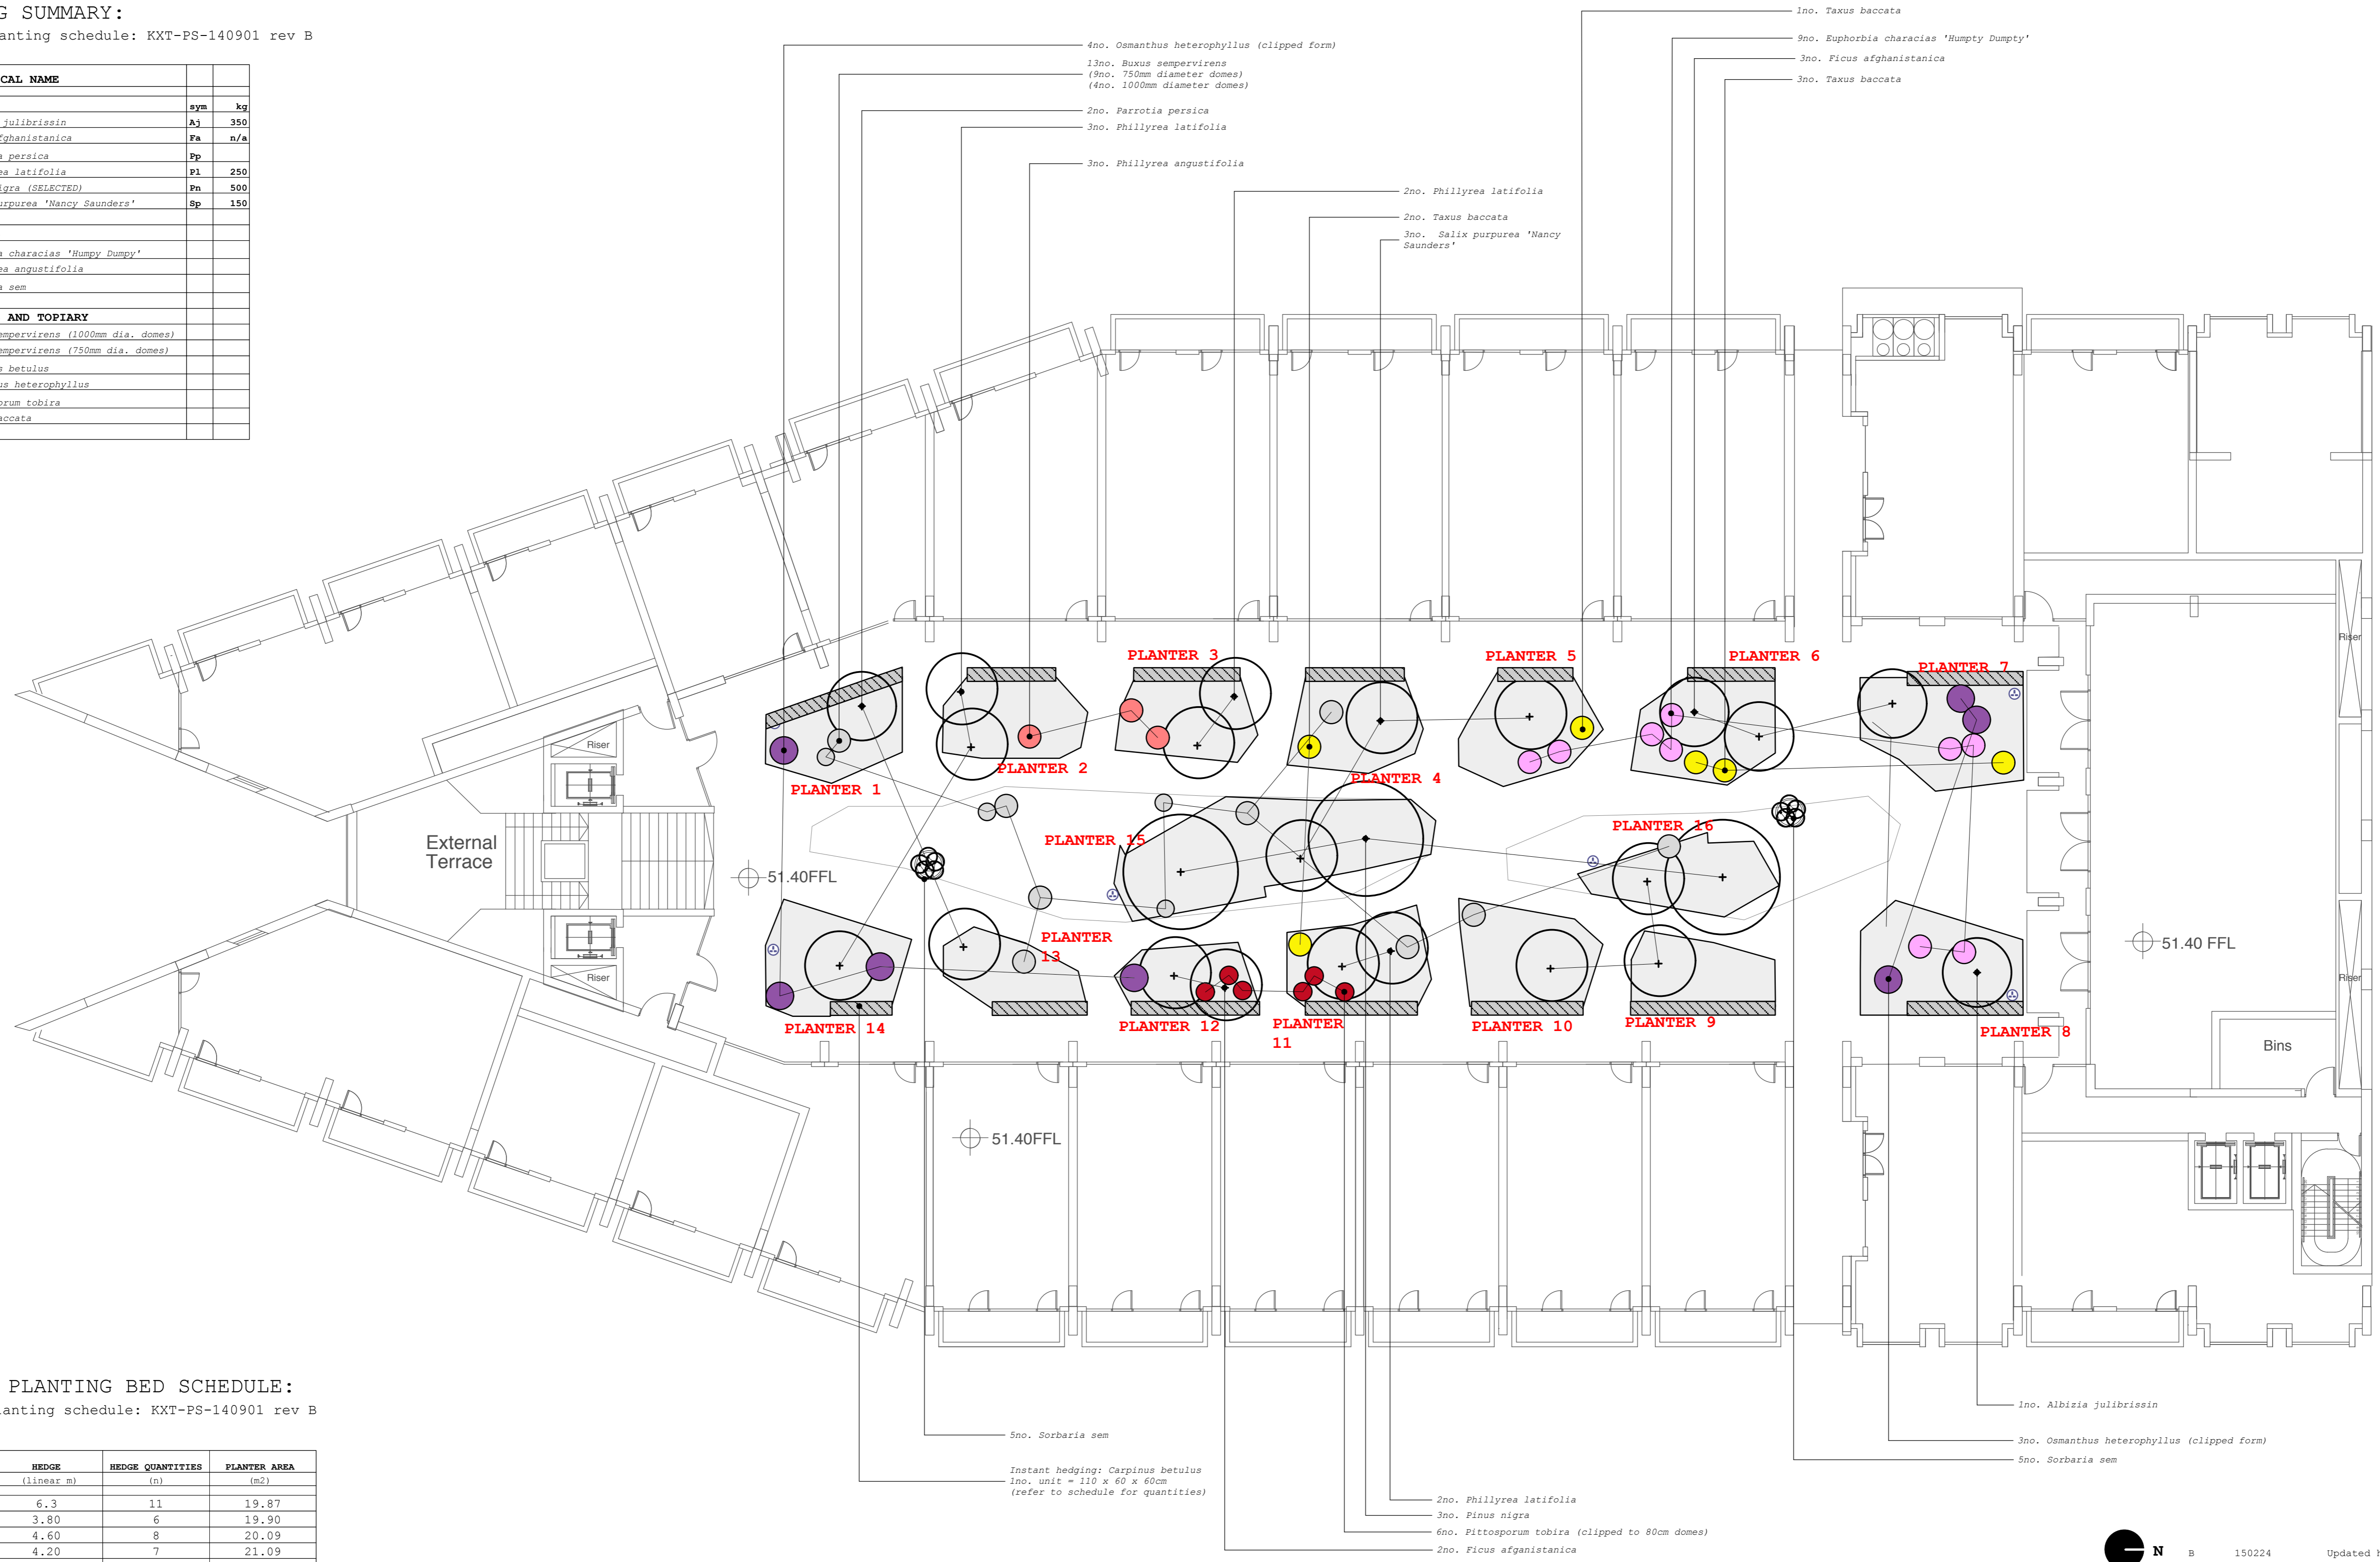 G SUMMARY:
anting schedule: KXT-PS-140901 rev B
CAL NAME
sym kg
julibrissin Aj 350
fghanistanica Fa n/a
a persica Pp
ea latifolia Pl 250
igra (SELECTED) Pn 500
urpurea 'Nancy Saunders' Sp 150
a characias 'Humpy Dumpy'
ea angustifolia
a sem
AND TOPIARY
empervirens (1000mm dia. domes)
empervirens (750mm dia. domes)
s betulus
us heterophyllus
orum tobira
accata
4no. Osmanthus heterophyllus (clipped form)
13no. Buxus sempervirens
(9no. 750mm diameter domes)
(4no. 1000mm diameter domes)
2no. Parrotia persica
3no. Phillyrea latifolia
3no. Phillyrea angustifolia
2no. Phillyrea latifolia
2no. Taxus baccata
3no. Salix purpurea 'Nancy
Saunders'
1no. Taxus baccata
9no. Euphorbia characias 'Humpty Dumpty'
3no. Ficus afghanistanica
3no. Taxus baccata
PLANTER 1
PLANTER 2
PLANTER 3
PLANTER 4
PLANTER 5
PLANTER 6
PLANTER 7
Riser
Riser
External
Terrace
51.40FFL
PLANTER 15
PLANTER 16
51.40 FFL
Riser
Riser
PLANTER 14
PLANTER
13
PLANTER 12
PLANTER
11
PLANTER 10
PLANTER 9
PLANTER 8
Bins
51.40FFL
1no. Albizia julibrissin
3no. Osmanthus heterophyllus (clipped form)
5no. Sorbaria sem
5no. Sorbaria sem
Instant hedging: Carpinus betulus
1no. unit = 110 x 60 x 60cm
(refer to schedule for quantities)
2no. Phillyrea latifolia
3no. Pinus nigra
6no. Pittosporum tobira (clipped to 80cm domes)
2no. Ficus afganistanica
PLANTING BED SCHEDULE:
lanting schedule: KXT-PS-140901 rev B
HEDGE HEDGE QUANTITIES PLANTER AREA
(linear m) (n) (m2)
6.3 11 19.87
3.80 6 19.90
4.60 8 20.09
4.20 7 21.09
N B 150224 Updated